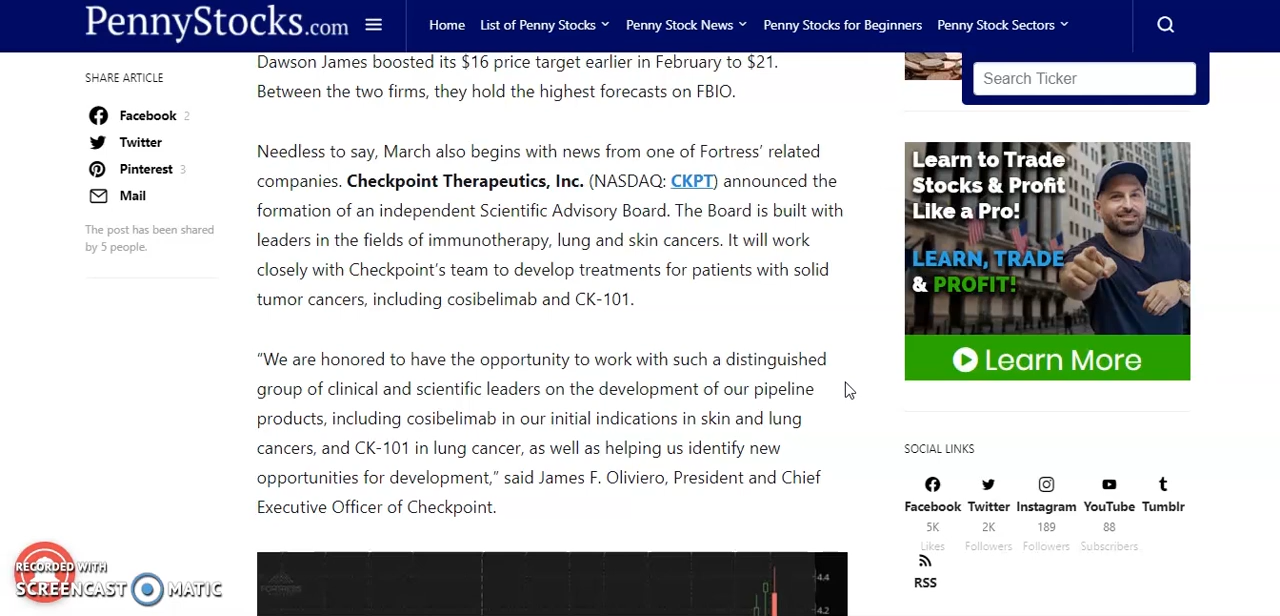 PennyStocks.com
Home List of Penny Stocks Penny Stock News Penny Stocks for Beginners Penny Stock Sectors
Search Ticker
SHARE ARTICLE
Facebook 2
Twitter
Pinterest 3
Mail
The post has been shared
by 5 people.
Dawson James boosted its $16 price target earlier in February to $21.
Between the two firms, they hold the highest forecasts on FBIO.
Needless to say, March also begins with news from one of Fortress’ related
companies. Checkpoint Therapeutics, Inc. (NASDAQ: CKPT) announced the
formation of an independent Scientific Advisory Board. The Board is built with
leaders in the fields of immunotherapy, lung and skin cancers. It will work
closely with Checkpoint’s team to develop treatments for patients with solid
tumor cancers, including cosibelimab and CK-101.
“We are honored to have the opportunity to work with such a distinguished
group of clinical and scientific leaders on the development of our pipeline
products, including cosibelimab in our initial indications in skin and lung
cancers, and CK-101 in lung cancer, as well as helping us identify new
opportunities for development,” said James F. Oliviero, President and Chief
Executive Officer of Checkpoint.
4.4
4.2
Learn to Trade
Stocks & Profit
Like a Pro!
LEARN, TRADE
& PROFIT!
Learn More
SOCIAL LINKS
Facebook Twitter Instagram YouTube Tumblr
5K 2K 189 88
Likes Followers Followers Subscribers
RSS
RECORDED WITH
SCREENCAST MATIC